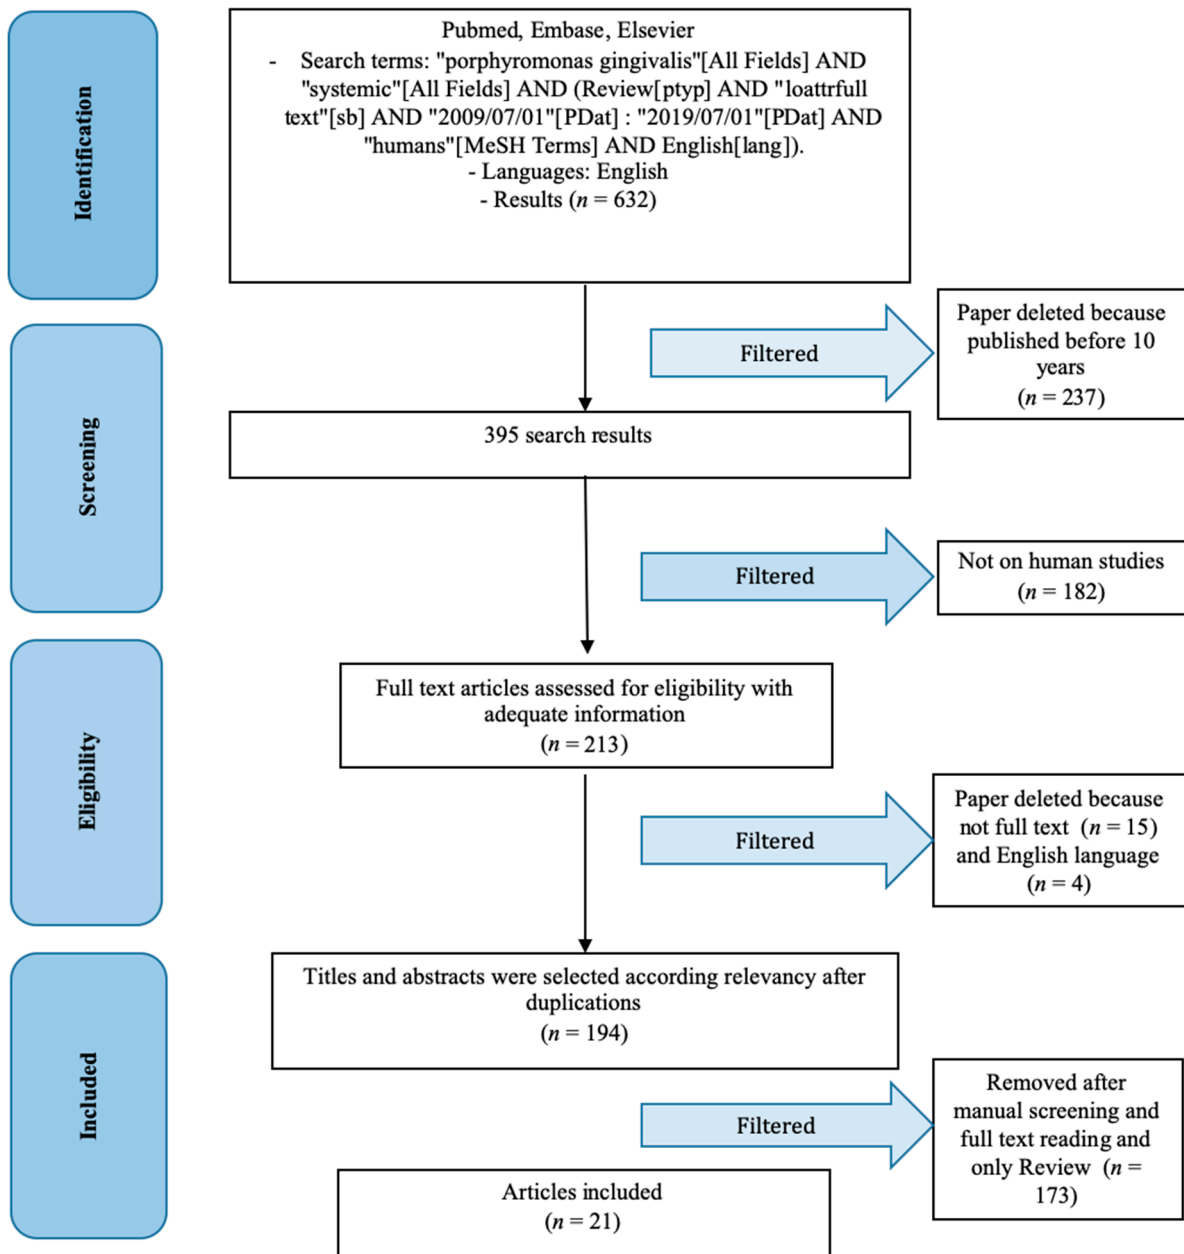 Identification
Pubmed, Embase, Elsevier
- Search terms: "porphyromonas gingivalis"[All Fields] AND
"systemic"[All Fields] AND (Review[ptyp] AND "loattrfull
text"[sb] AND "2009/07/01"[PDat] : "2019/07/01"[PDat] AND
"humans"[MeSH Terms] AND English[lang]).
- Languages: English
- Results (n = 632)
Filtered
Paper deleted because
published before 10
years
(n = 237)
Screening
395 search results
Filtered
Not on human studies
(n = 182)
Eligibility
Full text articles assessed for eligibility with
adequate information
(n = 213)
Filtered
Paper deleted because
not full text (n = 15)
and English language
(n = 4)
Included
Titles and abstracts were selected according relevancy after
duplications
(n = 194)
Filtered
Removed after
manual screening and
full text reading and
only Review (n =
173)
Articles included
(n = 21)